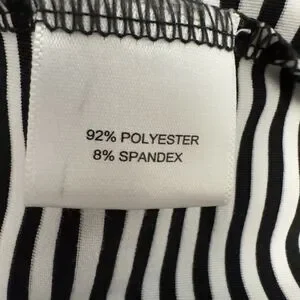 92% POLYESTER
8% SPANDEX